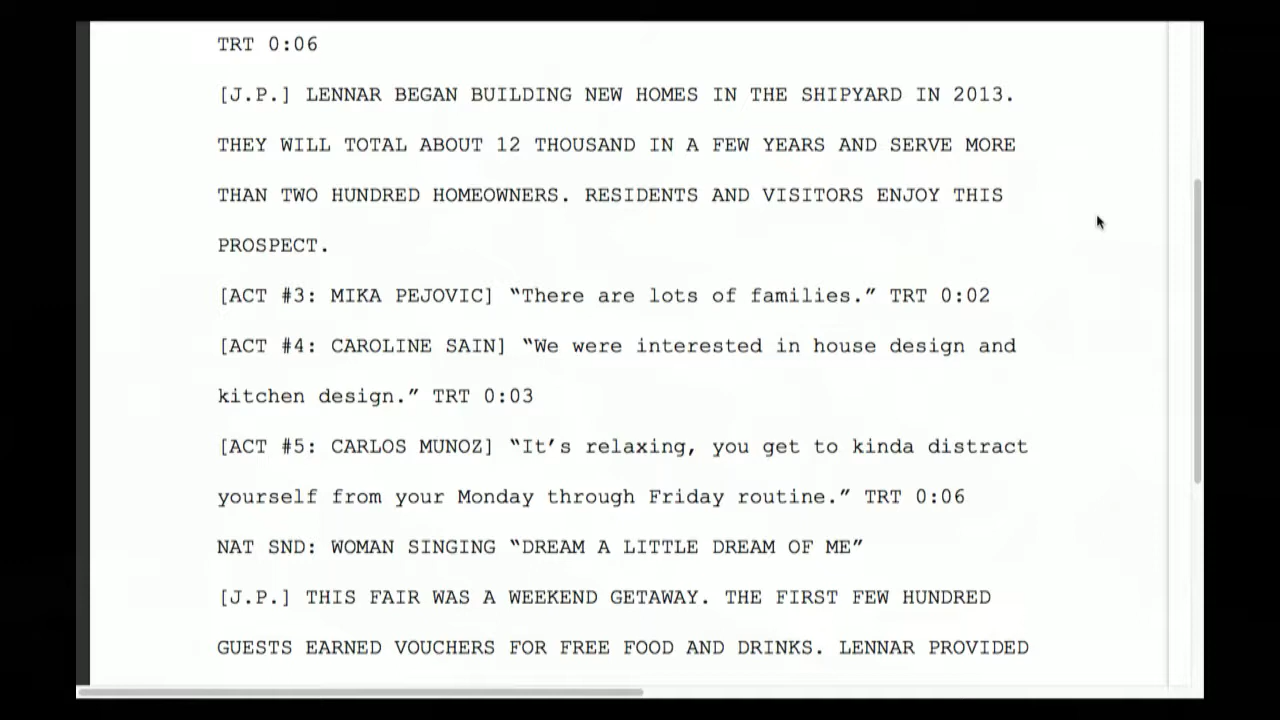 TRT 0:06
[J.P.] LENNAR BEGAN BUILDING NEW HOMES IN THE SHIPYARD IN 2013.
THEY WILL TOTAL ABOUT 12 THOUSAND IN A FEW YEARS AND SERVE MORE
THAN TWO HUNDRED HOMEOWNERS. RESIDENTS AND VISITORS ENJOY THIS
PROSPECT.
[ACT #3: MIKA PEJOVIC] “There are lots of families.” TRT 0:02
[ACT #4: CAROLINE SAIN] “We were interested in house design and
kitchen design.” TRT 0:03
[ACT #5: CARLOS MUNOZ] “It’s relaxing, you get to kinda distract
yourself from your Monday through Friday routine.” TRT 0:06
NAT SND: WOMAN SINGING “DREAM A LITTLE DREAM OF ME”
[J.P.] THIS FAIR WAS A WEEKEND GETAWAY. THE FIRST FEW HUNDRED
GUESTS EARNED VOUCHERS FOR FREE FOOD AND DRINKS. LENNAR PROVIDED